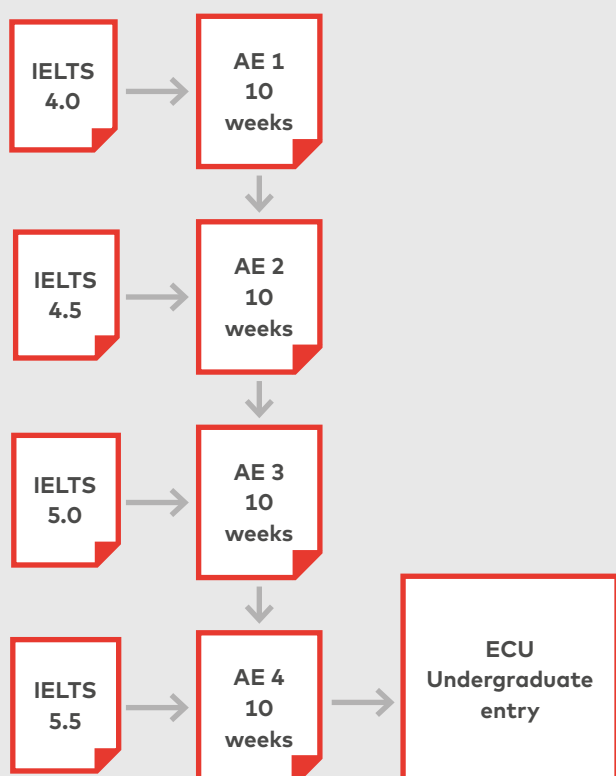 IELTS
4.0
AE 1
10
weeks
IELTS
4.5
AE 2
10
weeks
IELTS
5.0
AE 3
10
weeks
IELTS
5.5
AE 4
10
weeks
ECU
Undergraduate
entry